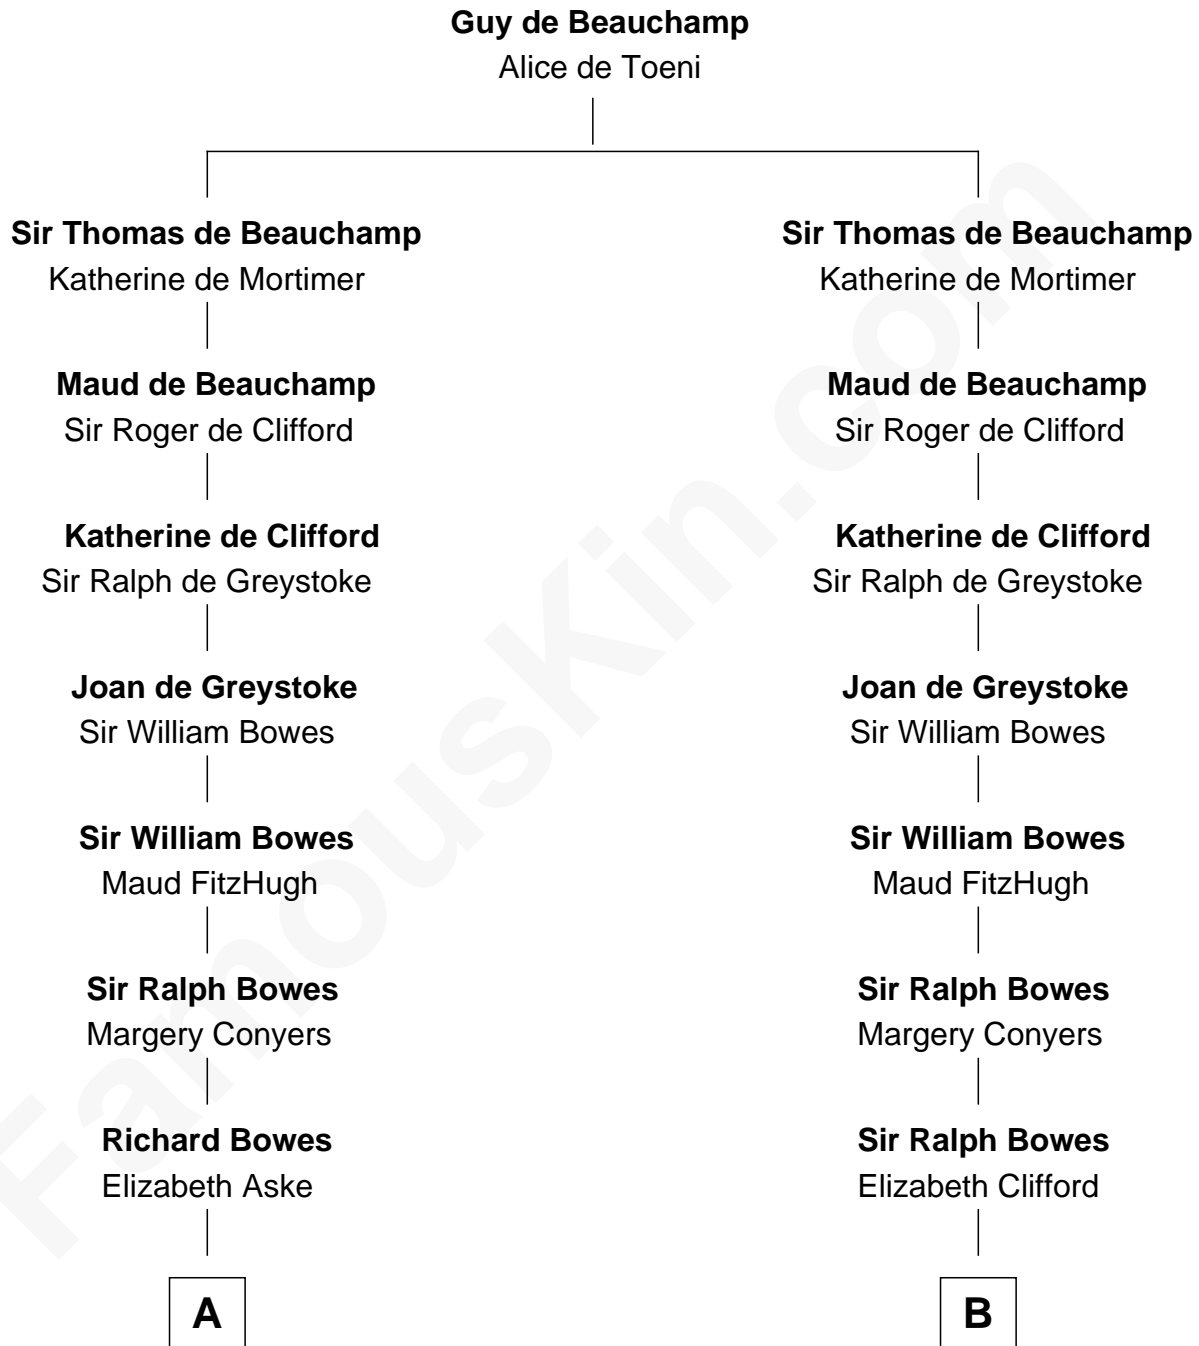 Guy de Beauchamp
Alice de Toeni
Sir Thomas de Beauchamp
Katherine de Mortimer
Maud de Beauchamp
Sir Roger de Clifford
Katherine de Clifford
Sir Ralph de Greystoke
Joan de Greystoke
Sir William Bowes
Sir William Bowes
Maud FitzHugh
Sir Ralph Bowes
Margery Conyers
Richard Bowes
Elizabeth Aske
A
Sir Thomas de Beauchamp
Katherine de Mortimer
Maud de Beauchamp
Sir Roger de Clifford
Katherine de Clifford
Sir Ralph de Greystoke
Joan de Greystoke
Sir William Bowes
Sir William Bowes
Maud FitzHugh
Sir Ralph Bowes
Margery Conyers
Sir Ralph Bowes
Elizabeth Clifford
B
FamousKin.com